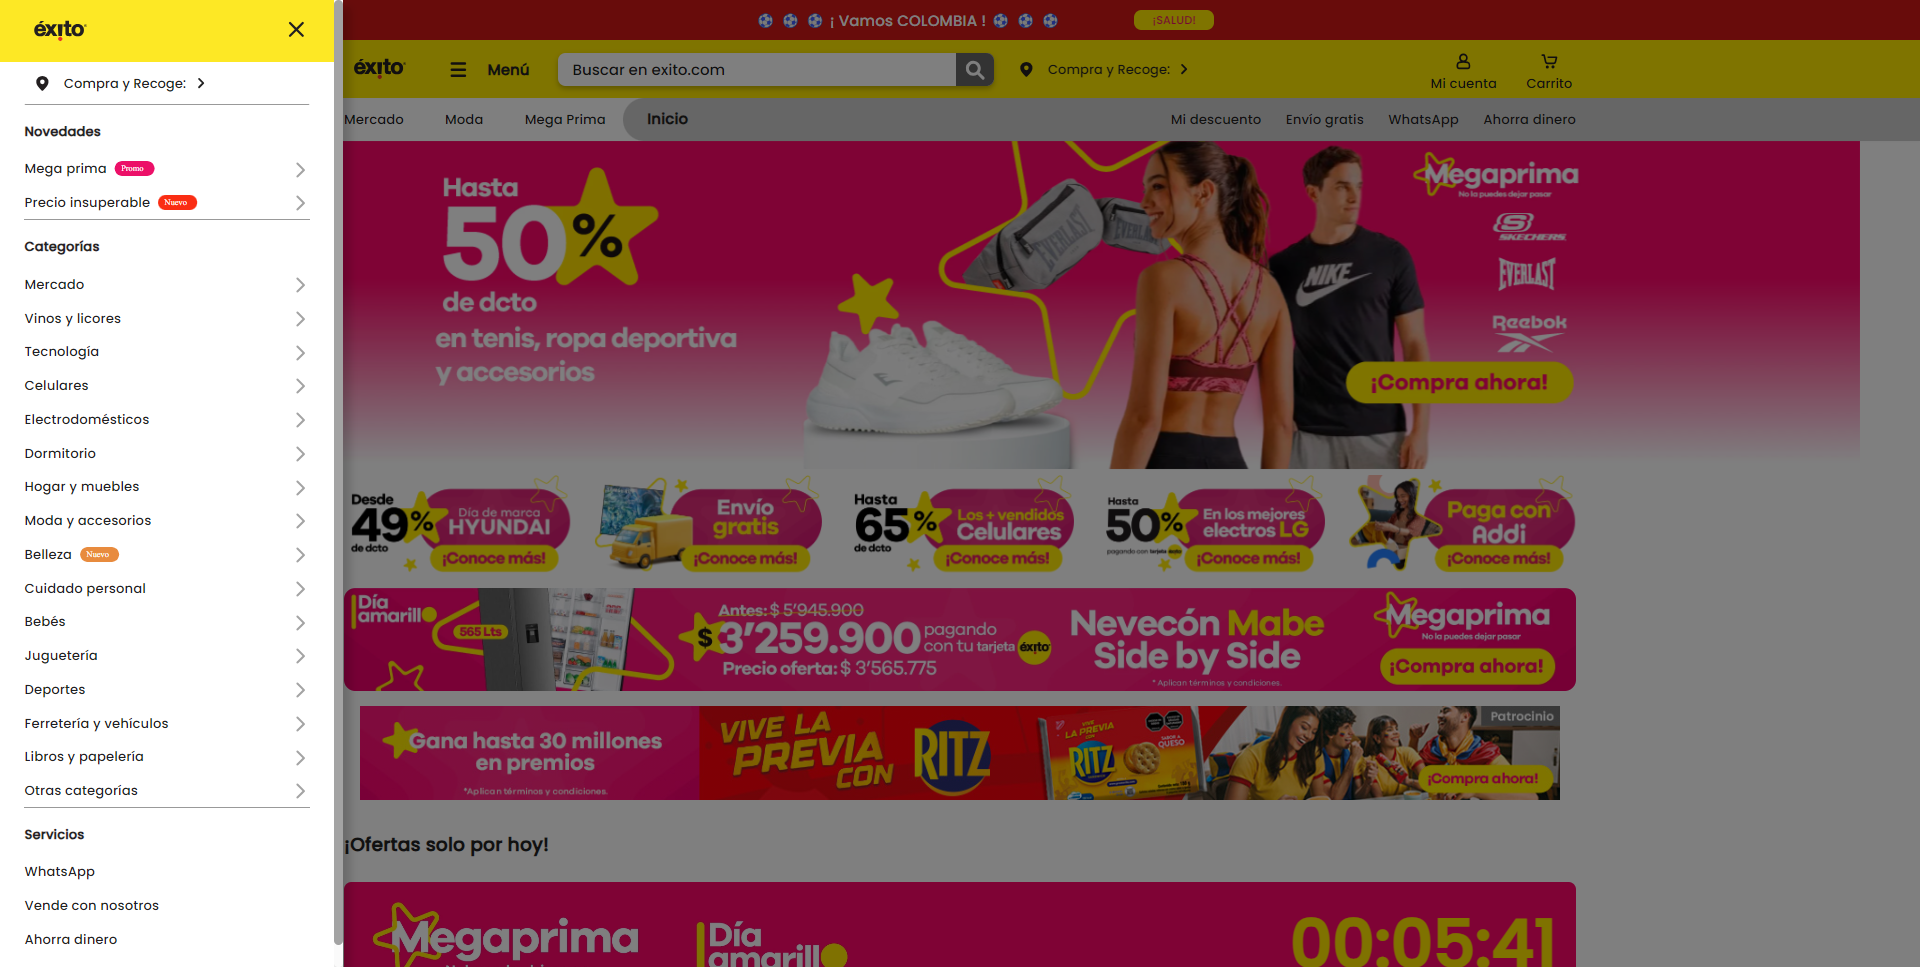 éxito
Compra y Recoge:
Novedades
Mega prima Promo
Precio insuperable Nuevo
Categorías
Mercado
Vinos y licores
Tecnología
Celulares
Electrodomésticos
Dormitorio
Hogar y muebles
Moda y accesorios
Belleza Nuevo
Cuidado personal
Bebés
Juguetería
Deportes
Ferretería y vehículos
Libros y papelería
Otras categorías
Servicios
WhatsApp
Vende con nosotros
Ahorra dinero
¡ Vamos COLOMBIA !
¡SALUD!
éxito
Menú
Buscar en exito.com
Compra y Recoge:
Mi cuenta
Carrito
Mercado
Moda
Mega Prima
Inicio
Mi descuento
Envío gratis
WhatsApp
Ahorra dinero
Hasta
50%
de dcto
en tenis, ropa deportiva
y accesorios
EVERLAST
NIKE
Megaprima
No la puedes dejar pasar
SKECHERS
EVERLAST
Reebok
¡Compra ahora!
Desde
49%
de dcto
Día de marca
HYUNDAI
¡Conoce más!
Envío
gratis
¡Conoce más!
Hasta
65%
de dcto
Los + vendidos
Celulares
¡Conoce más!
Hasta
50%
pagando con tarjeta éxito
En los mejores
electros LG
¡Conoce más!
Paga con
Addi
¡Conoce más!
Día
amarillo
565 Lts
Antes: $ 5'945.900
$3'259.900
pagando
con tu tarjeta éxito
Precio oferta: $ 3'565.775
Nevecón Mabe
Side by Side
* Aplican términos y condiciones.
Megaprima
No la puedes dejar pasar
¡Compra ahora!
Gana hasta 30 millones
en premios
*Aplican términos y condiciones.
VIVE LA
PREVIA
CON
RITZ
VIVE
LA PREVIA
CON
RITZ
SABOR A
QUESO
Patrocinio
¡Compra ahora!
¡Ofertas solo por hoy!
Megaprima
Día
amarillo
00:05:41